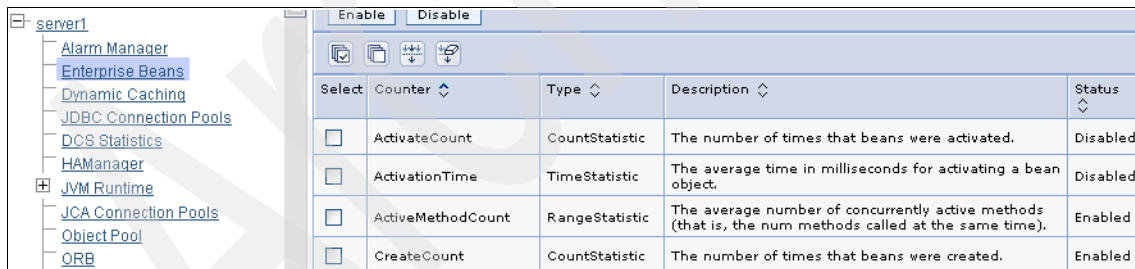 server1
Alarm Manager
Enterprise Beans
Dynamic Caching
JDBC Connection Pools
DCS Statistics
HAManager
JVM Runtime
JCA Connection Pools
Object Pool
ORB
Enable Disable
Select Counter Type Description Status
ActivateCount CountStatistic The number of times that beans were activated. Disabled
ActivationTime TimeStatistic The average time in milliseconds for activating a bean
object. Disabled
ActiveMethodCount RangeStatistic The average number of concurrently active methods
(that is, the num methods called at the same time). Enabled
CreateCount CountStatistic The number of times that beans were created. Enabled